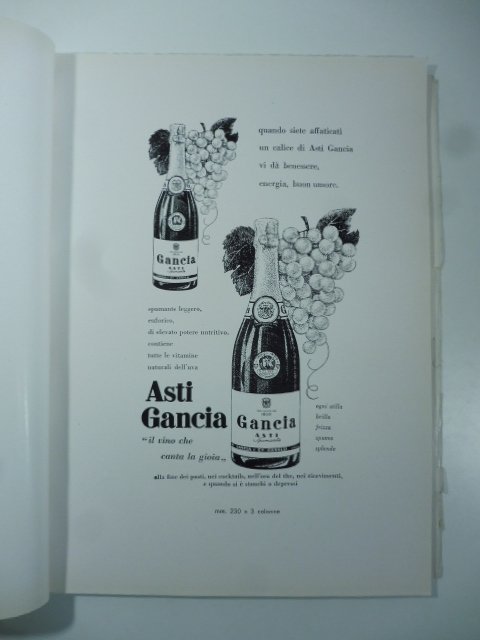 quando siete affaticati
un calice di Asti Gancia
vi dà benessere,
energia, buon umore.
Gancia
ASTI
Spumante
spumante leggero,
euforico,
di elevato potere nutritivo.
contiene
tutte le vitamine
naturali dell'uva
Asti
Gancia
"il vino che
canta la gioia„
Gancia
ASTI
Spumante
ogni stilla
brilla
frizza
spuma
splende
alla fine dei pasti, nei cocktails, nell'ora del the, nei ricevimenti,
e quando si è stanchi o depressi
mm. 230 x 3 colonne